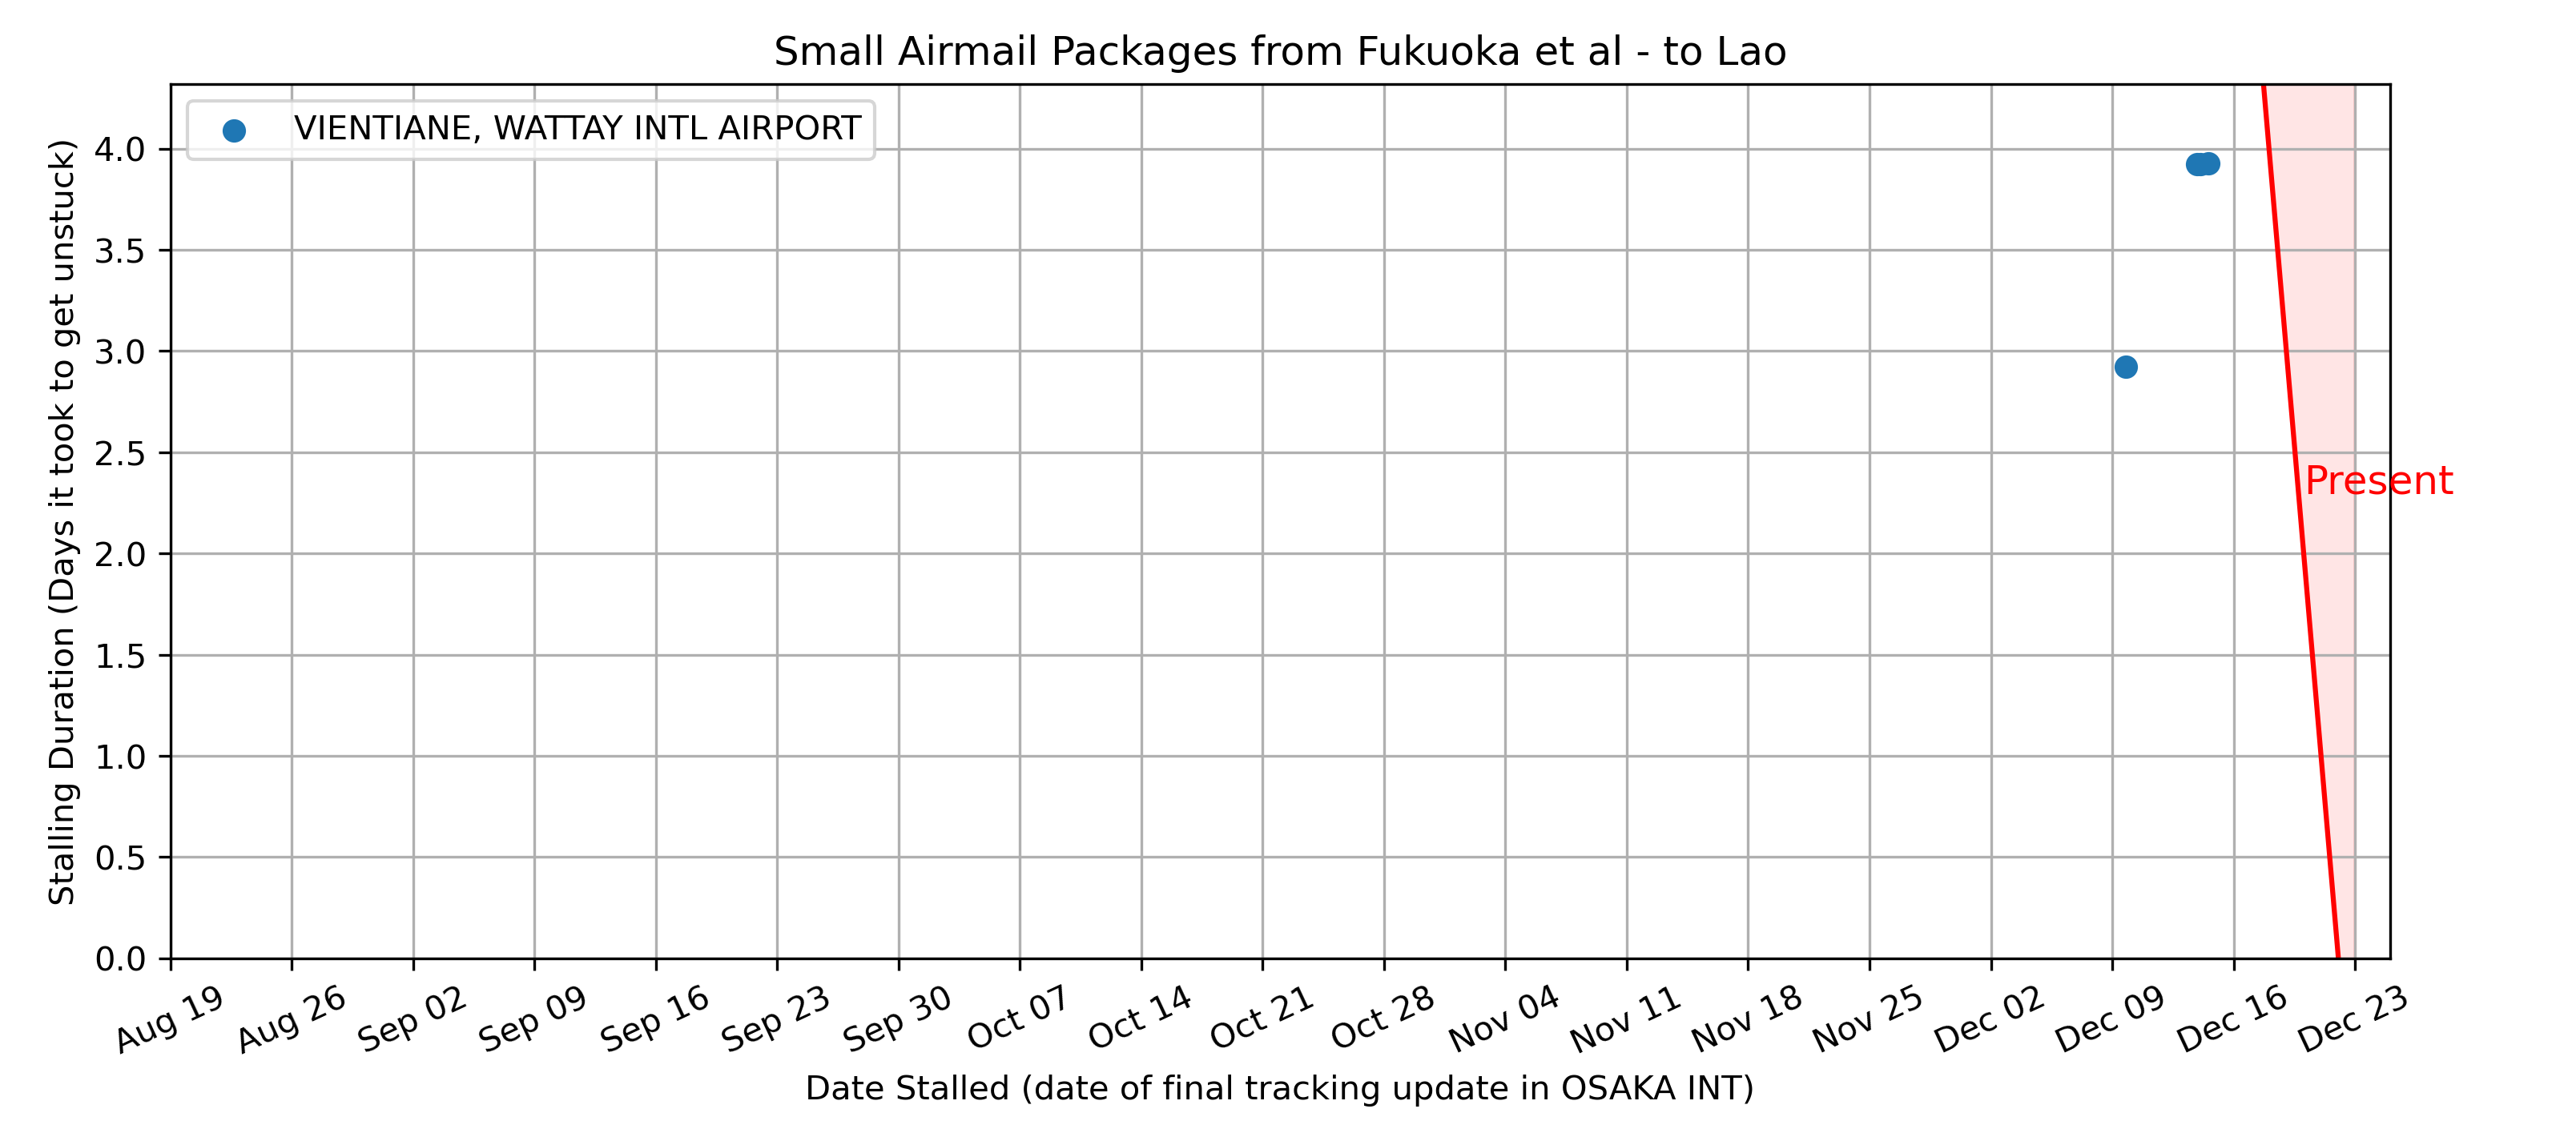 Small Airmail Packages from Fukuoka et al - to Lao
VIENTIANE, WATTAY INTL AIRPORT
Stalling Duration (Days it took to get unstuck)
4.0
3.5
3.0
2.5
2.0
1.5
1.0
0.5
0.0
Present
Aug 19
Aug 26
Sep 02
Sep 09
Sep 16
Sep 23
Sep 30
Oct 07
Oct 14
Oct 21
Oct 28
Nov 04
Nov 11
Nov 18
Nov 25
Dec 02
Dec 09
Dec 16
Dec 23
Date Stalled (date of final tracking update in OSAKA INT)